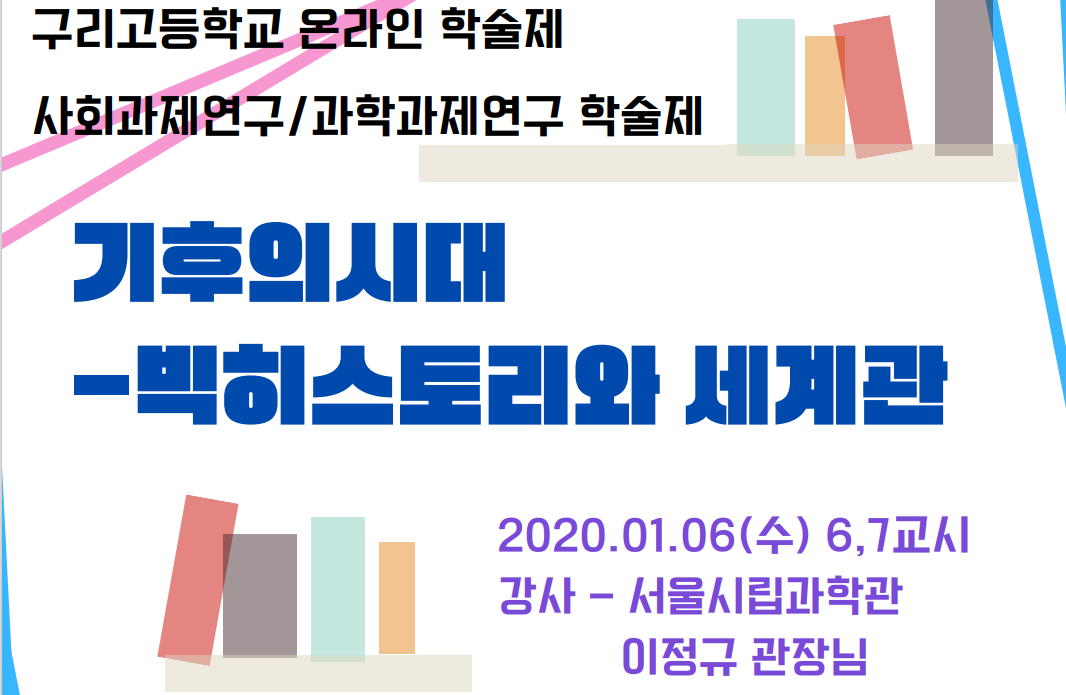 구리고등학교 온라인 학술제
사회과제연구/과학과제연구 학술제
기후의시대
-빅히스토리와 세계관
2020.01.06(수) 6,7교시
강사 - 서울시립과학관
이정규 관장님